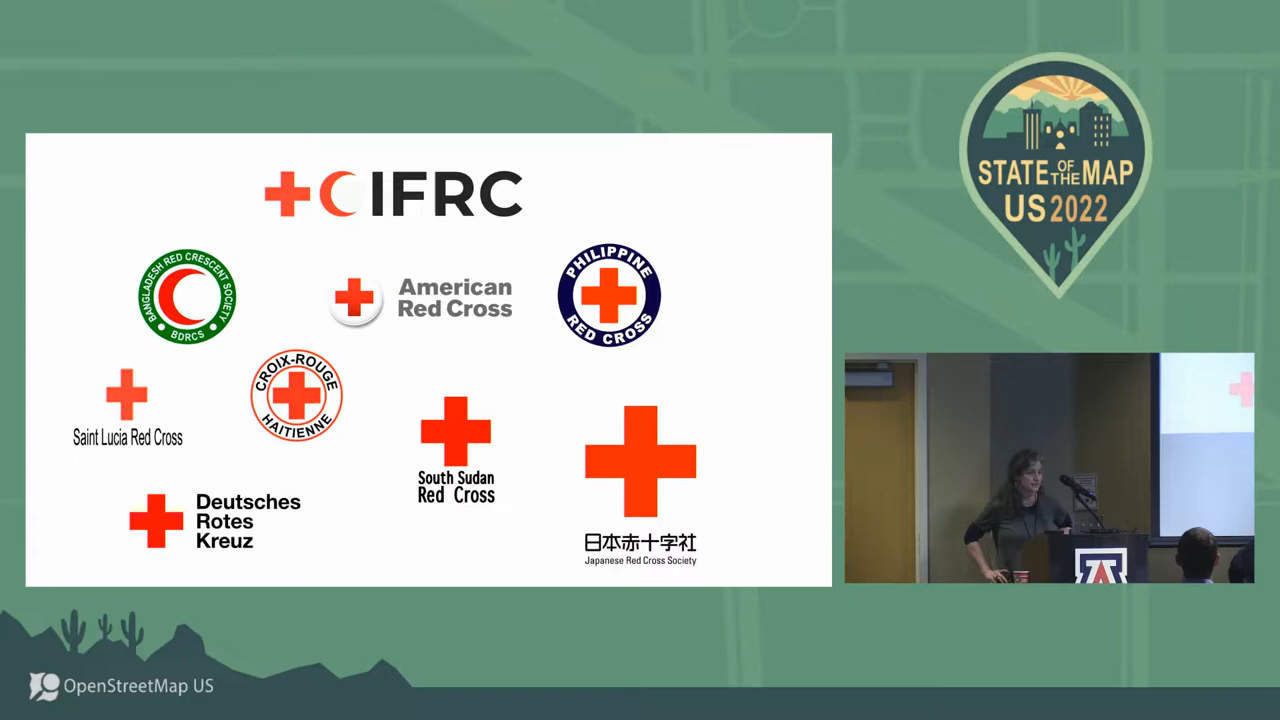 IFRC
BANGLADESH RED CRESCENT SOCIETY
BDRCS
American
Red Cross
PHILIPPINE
RED CROSS
Saint Lucia Red Cross
CROIX-ROUGE
HAITIENNE
South Sudan
Red Cross
Deutsches
Rotes
Kreuz
日本赤十字社
Japanese Red Cross Society
STATE OF THE MAP
US 2022
A
OpenStreetMap US